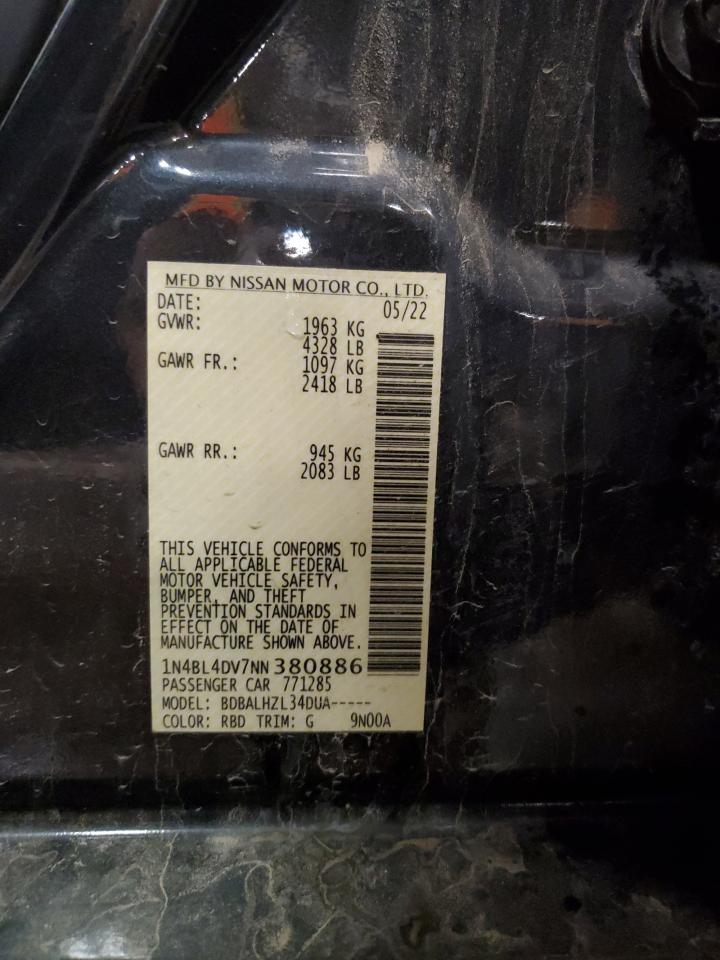 MFD BY NISSAN MOTOR CO., LTD.
DATE: 05/22
GVWR: 1963 KG
4328 LB
GAWR FR.: 1097 KG
2418 LB
GAWR RR.: 945 KG
2083 LB
THIS VEHICLE CONFORMS TO
ALL APPLICABLE FEDERAL
MOTOR VEHICLE SAFETY,
BUMPER, AND THEFT
PREVENTION STANDARDS IN
EFFECT ON THE DATE OF
MANUFACTURE SHOWN ABOVE.
1N4BL4DV7NN380886
PASSENGER CAR 771285
MODEL: BDBALHZL34DUA-----
COLOR: RBD TRIM: G 9N00A